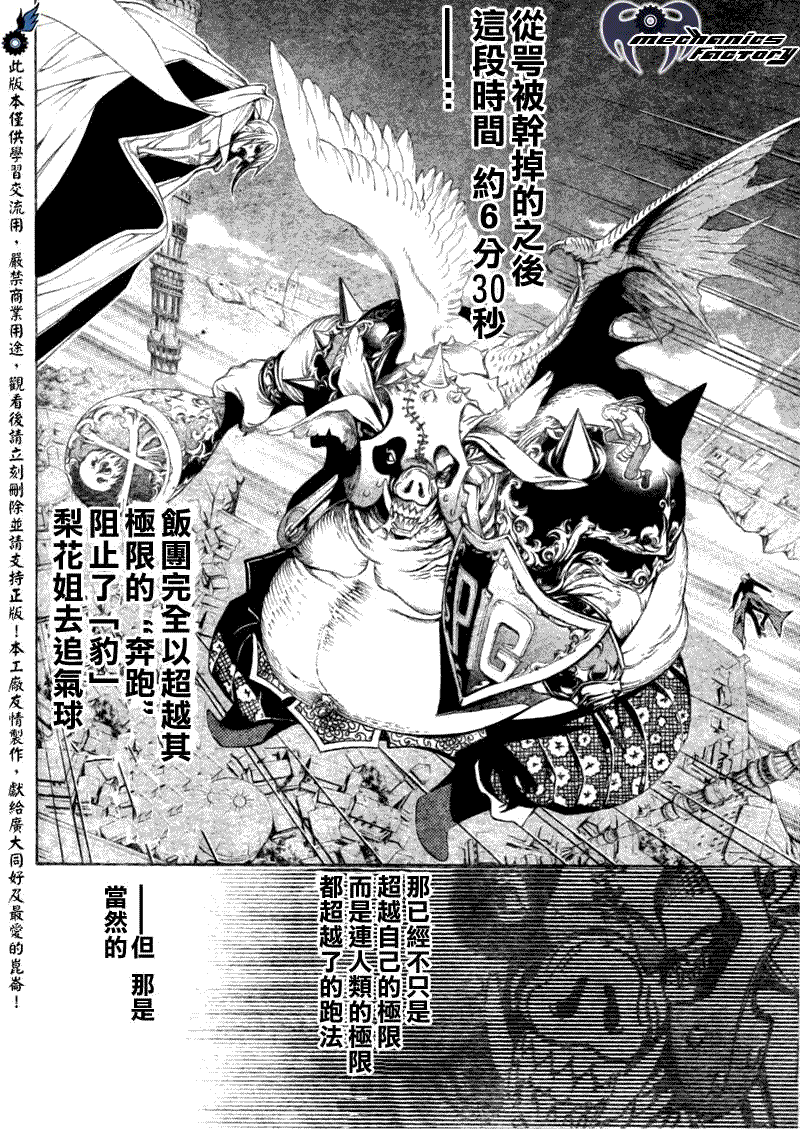 從咢被幹掉的之後
這段時間 約6分30秒
——…
飯團完全以超越其
極限的“奔跑”
阻止了「豹」
梨花姐去追氣球
PIG
那已經不只是
超越自己的極限
而是連人類的極限
都超越了的跑法
——但 那是
當然的
mechanics
factory
此版本僅供學習交流用，嚴禁商業用途，觀看後請立刻刪除並請支持正版！本工廠友情製作，獻給廣大同好及最愛的崑崙！